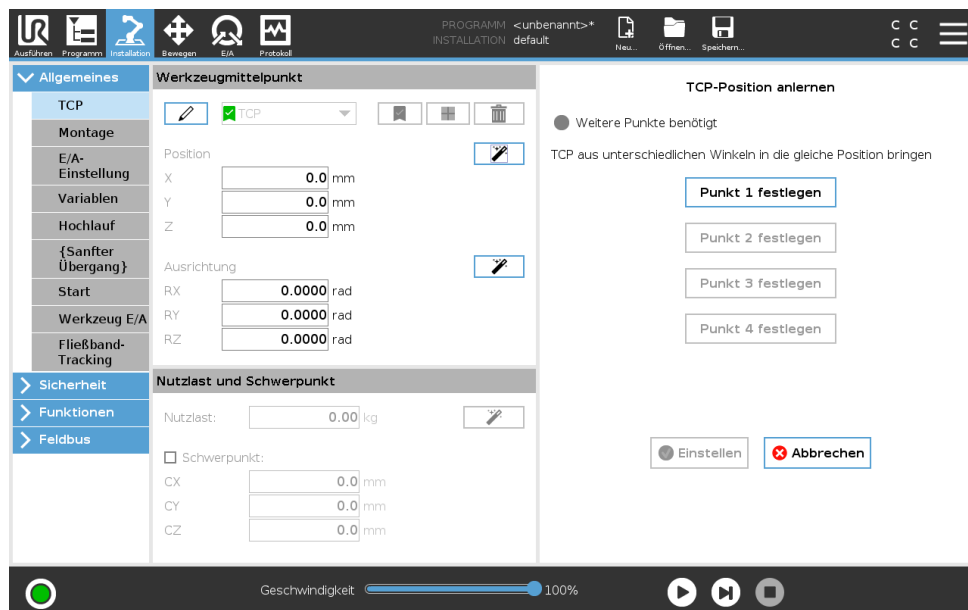 PROGRAMM <unbenannt>*
INSTALLATION default
C C
C C
Ausführen Programm Installation Bewegen E/A Protokoll Neu... Öffnen... Speichern...
Allgemeines
TCP
Montage
E/A-
Einstellung
Variablen
Hochlauf
{Sanfter
Übergang}
Start
Werkzeug E/A
Fließband-
Tracking
Sicherheit
Funktionen
Feldbus
Werkzeugmittelpunkt
TCP
Position
X 0.0 mm
Y 0.0 mm
Z 0.0 mm
Ausrichtung
RX 0.0000 rad
RY 0.0000 rad
RZ 0.0000 rad
Nutzlast und Schwerpunkt
Nutzlast: 0.00 kg
Schwerpunkt:
CX 0.0 mm
CY 0.0 mm
CZ 0.0 mm
TCP-Position anlernen
Weitere Punkte benötigt
TCP aus unterschiedlichen Winkeln in die gleiche Position bringen
Punkt 1 festlegen
Punkt 2 festlegen
Punkt 3 festlegen
Punkt 4 festlegen
Einstellen Abbrechen
Geschwindigkeit 100%